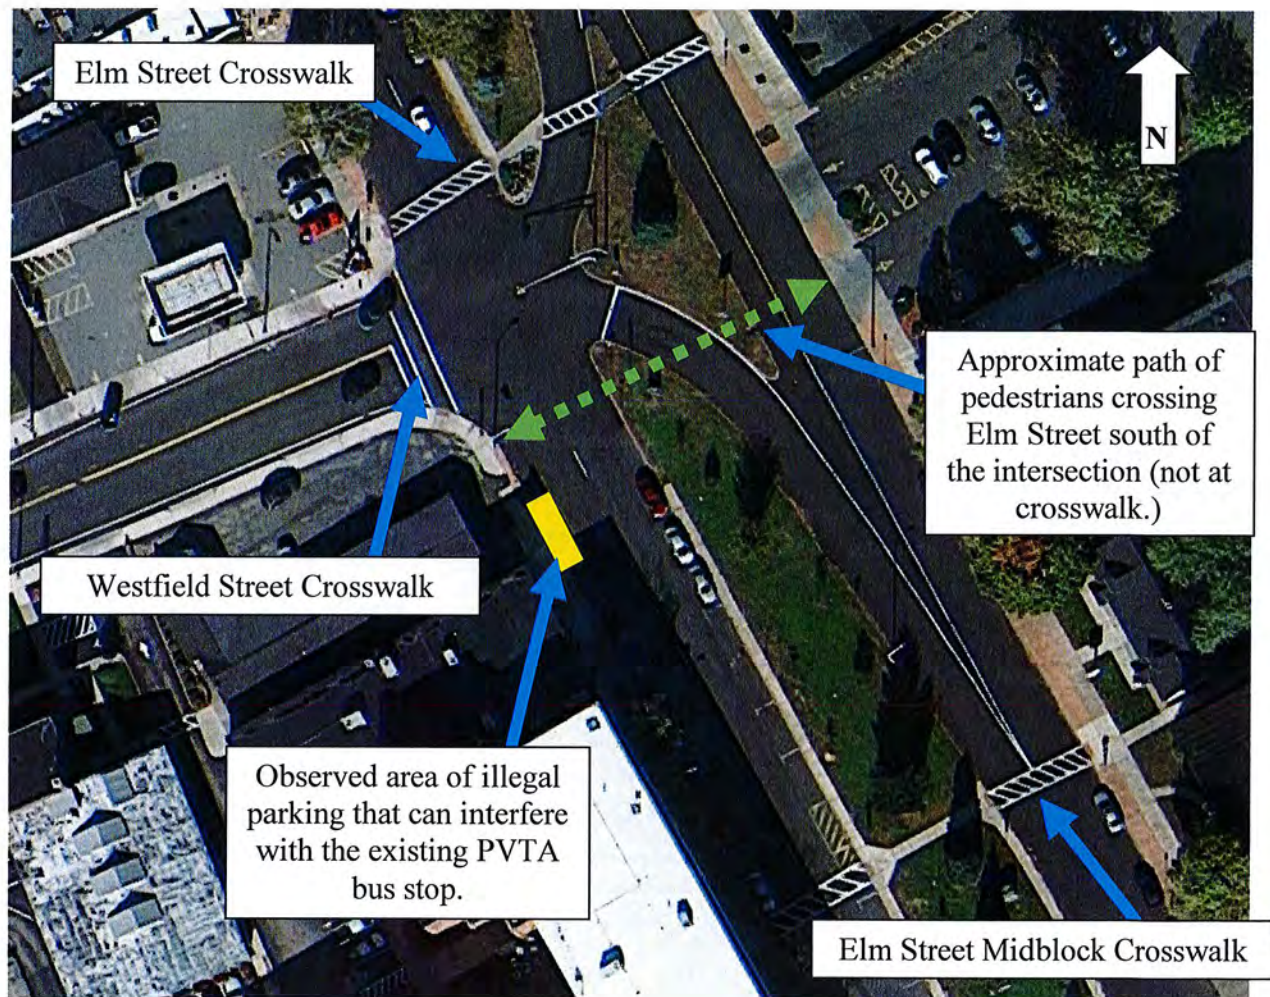 Elm Street Crosswalk
N
Approximate path of
pedestrians crossing
Elm Street south of
the intersection (not at
crosswalk.)
Westfield Street Crosswalk
Observed area of illegal
parking that can interfere
with the existing PVTA
bus stop.
Elm Street Midblock Crosswalk